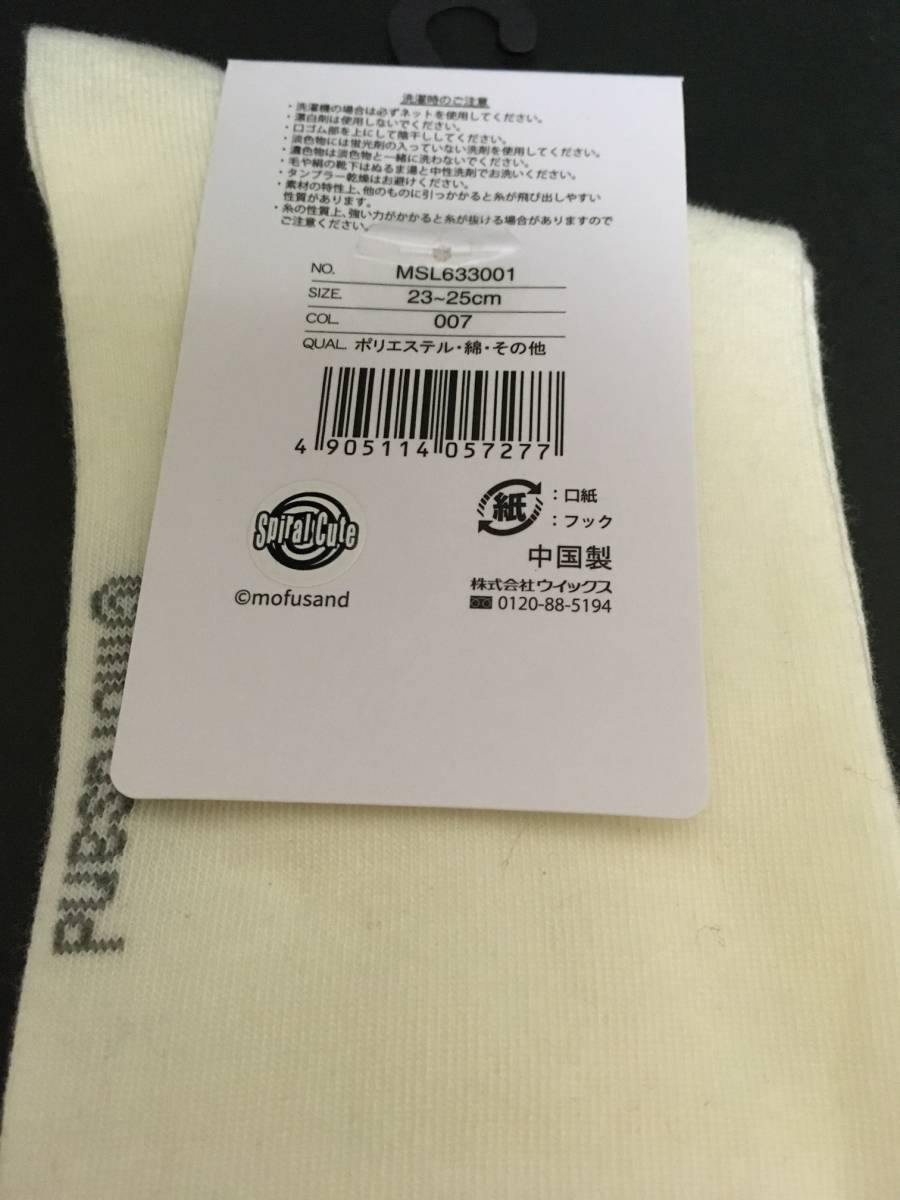 洗濯時のご注意
・洗濯機の場合は必ずネットを使用してください。
・漂白剤は使用しないでください。
・口ゴム部を上にして陰干ししてください。
・淡色物には蛍光剤の入っていない洗剤を使用してください。
・濃色物は淡色物と一緒に洗わないでください。
・毛や絹の靴下はぬるま湯と中性洗剤でお洗いください。
・タンブラー乾燥はお避けください。
・素材の特性上、他のものに引っかかると糸が飛び出しやすい
性質があります。
・糸の性質上、強い力がかかると糸が抜ける場合がありますので
ご注意ください。
NO. MSL633001
SIZE. 23~25cm
COL. 007
QUAL. ポリエステル・綿・その他
4 905114 057277
紙 :口紙
:フック
Spiral Cute
中国製
©mofusand
株式会社ウイックス
0120-88-5194
mofusand